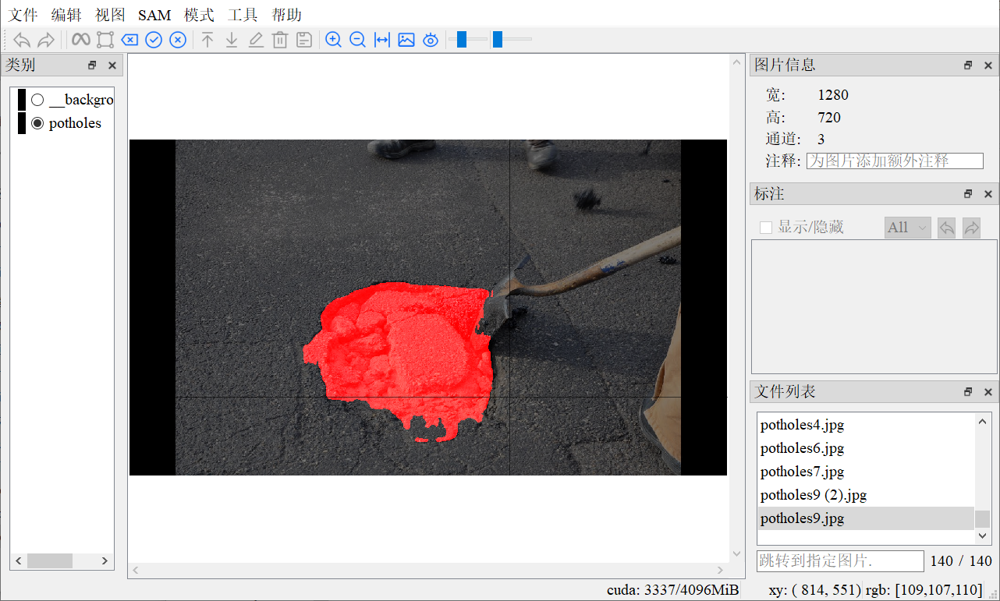 文件 编辑 视图 SAM 模式 工具 帮助
类别
__backgro
potholes
图片信息
宽: 1280
高: 720
通道: 3
注释: 为图片添加额外注释
标注
显示/隐藏 All
文件列表
potholes4.jpg
potholes6.jpg
potholes7.jpg
potholes9 (2).jpg
potholes9.jpg
跳转到指定图片. 140 / 140
cuda: 3337/4096MiB xy: ( 814, 551) rgb: [109,107,110]